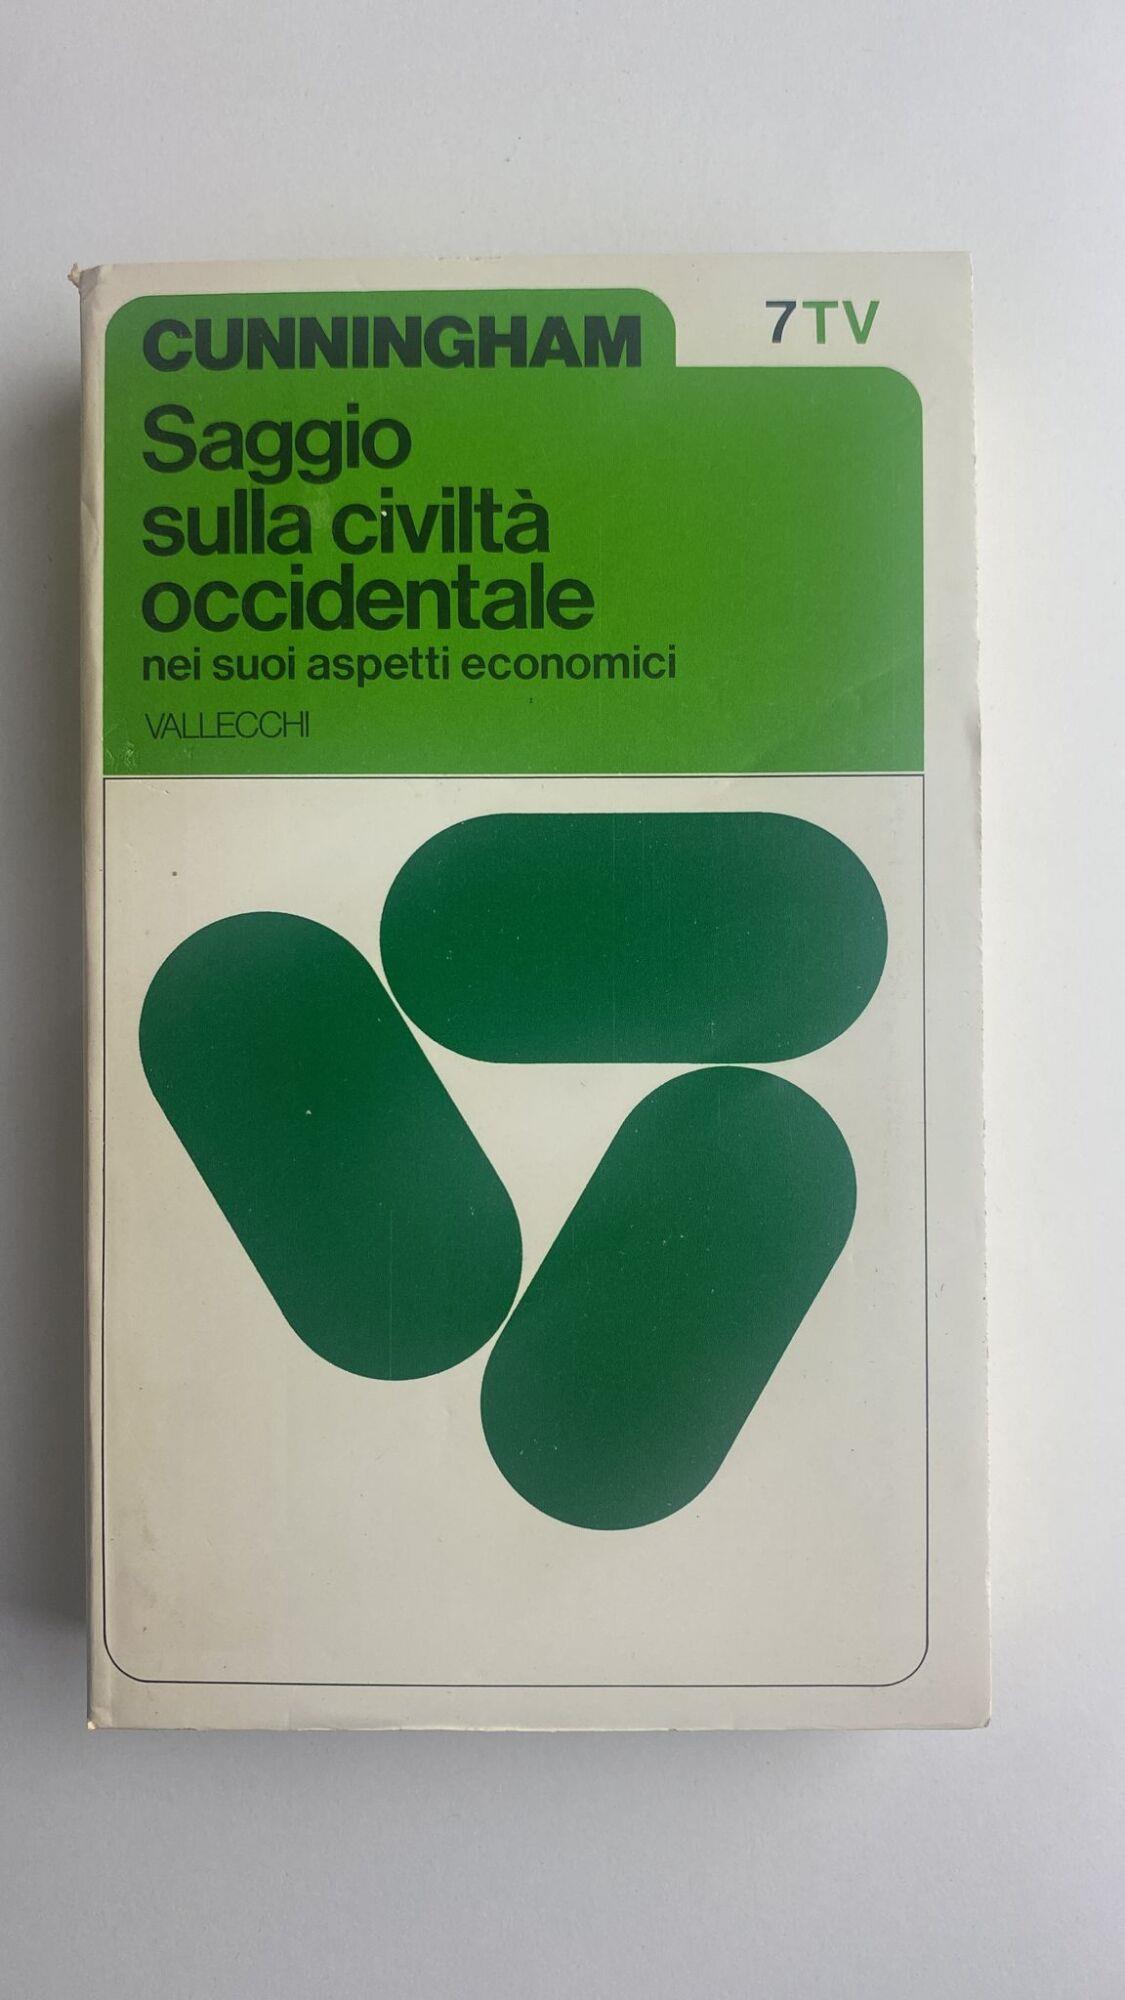 CUNNINGHAM
7TV
Saggio
sulla civiltà
occidentale
nei suoi aspetti economici
VALLECCHI